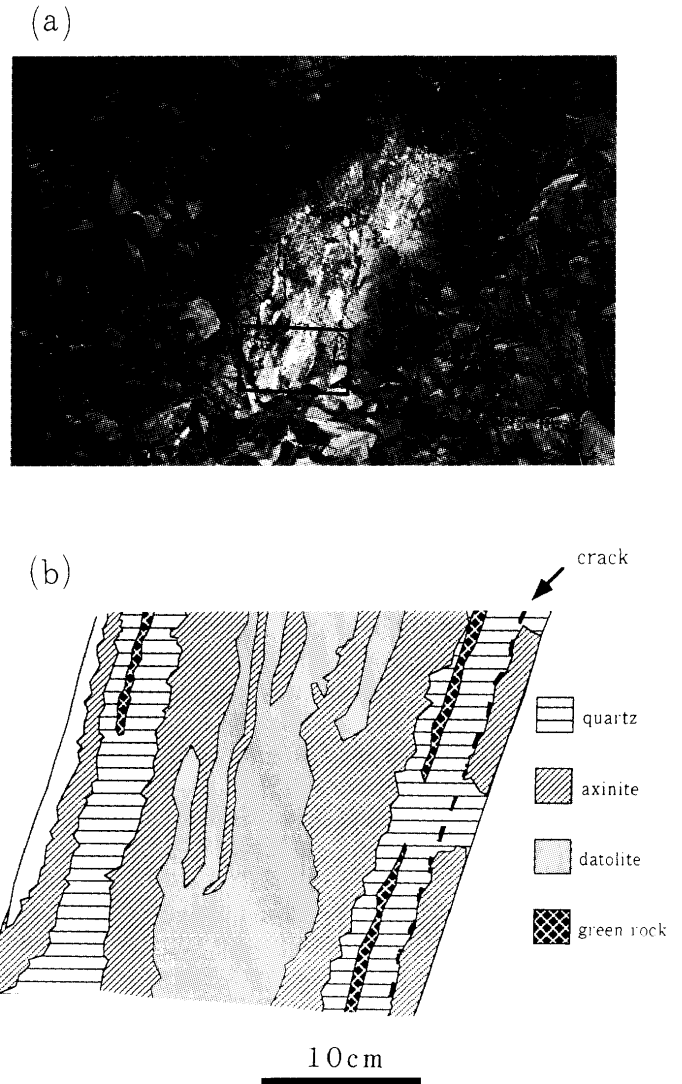 (a)
(b)
crack
quartz
axinite
datolite
green rock
10cm